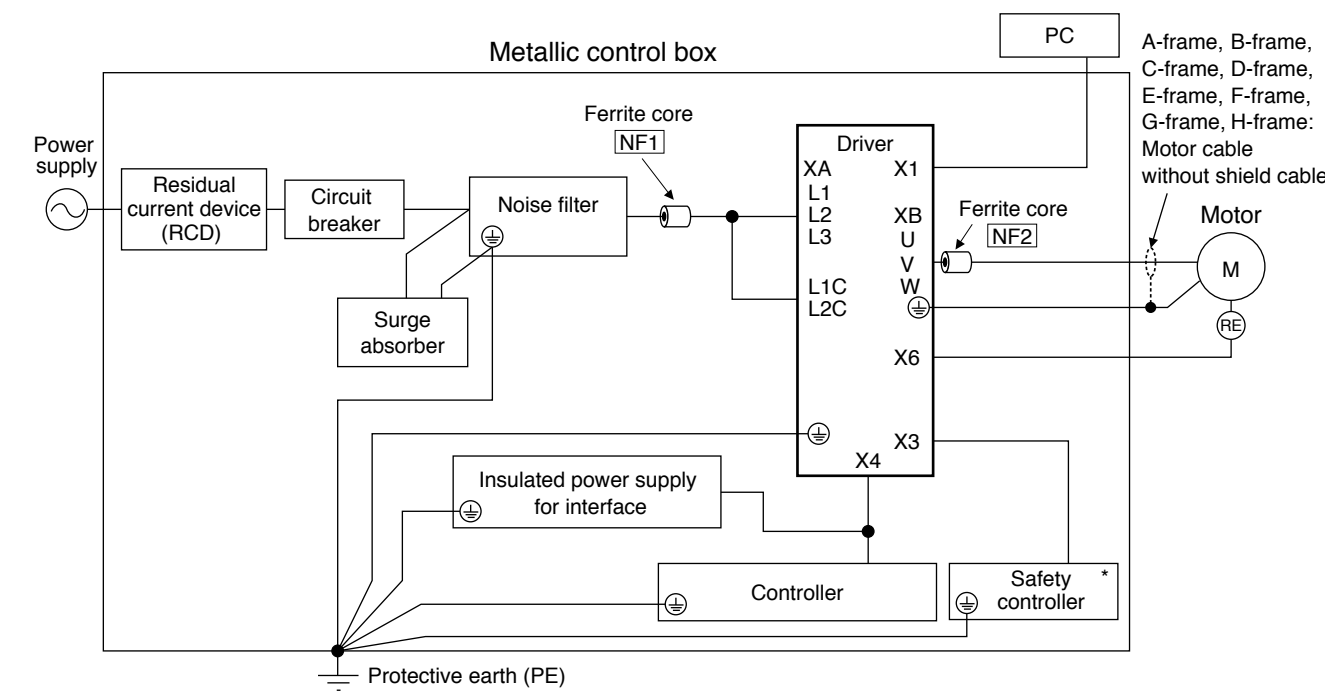 Metallic control box
PC
A-frame, B-frame,
C-frame, D-frame,
E-frame, F-frame,
G-frame, H-frame:
Motor cable
without shield cable
Power
supply
Residual
current device
(RCD)
Circuit
breaker
Noise filter
Surge
absorber
Ferrite core
NF1
Driver
XA
L1
L2
L3
L1C
L2C
X1
XB
U
V
W
X6
X3
X4
Ferrite core
NF2
Motor
M
RE
Insulated power supply
for interface
Controller
Safety *
controller
Protective earth (PE)